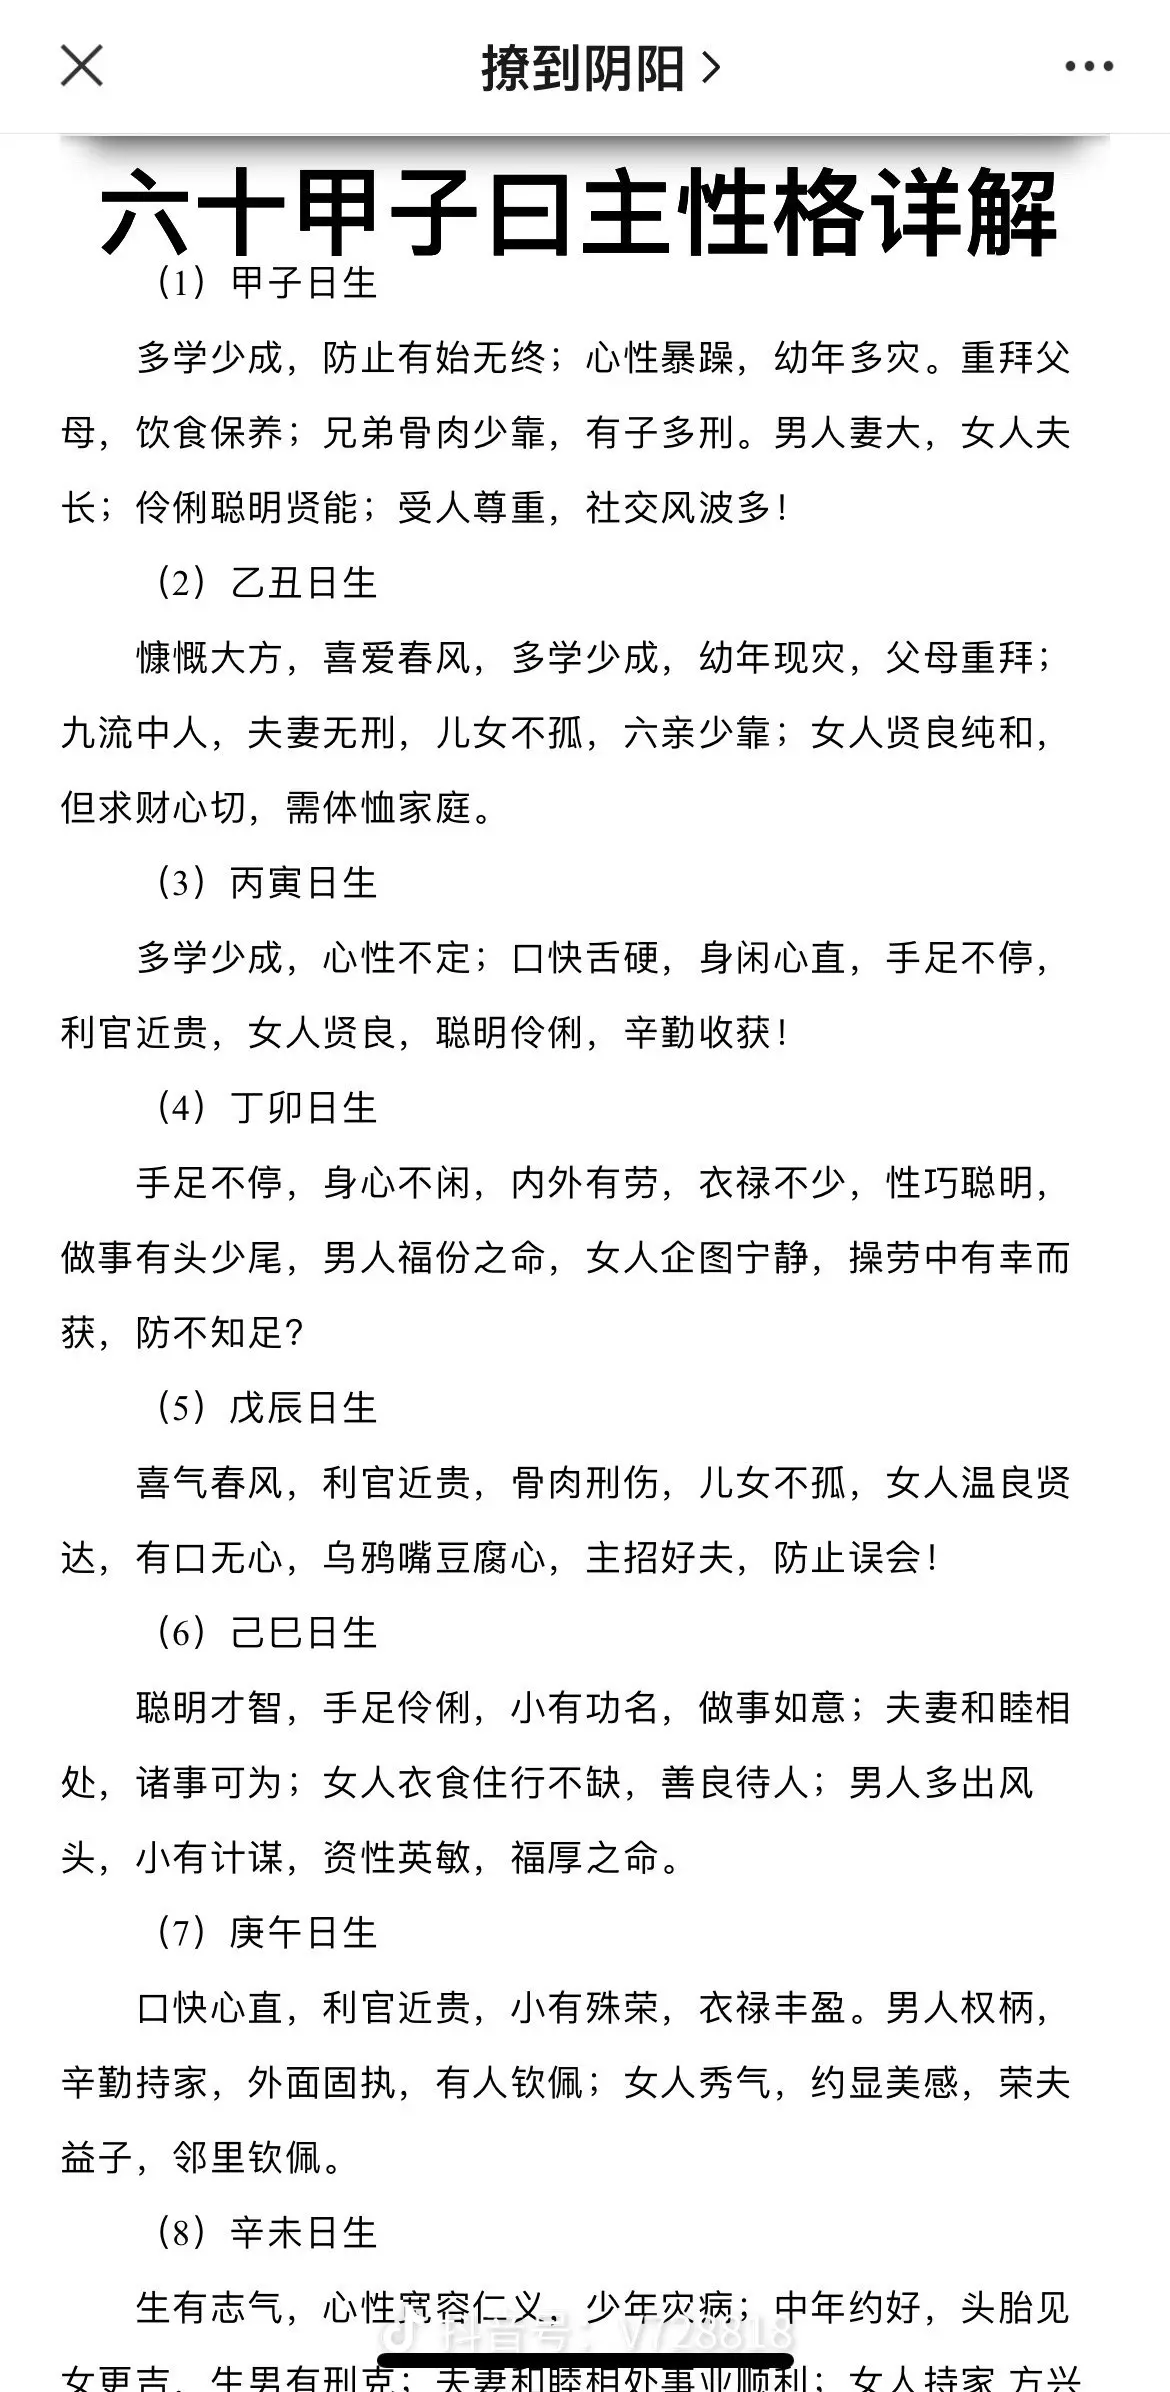 撩到阴阳
六十甲子曰主性格详解
（1）甲子日生
多学少成，防止有始无终；心性暴躁，幼年多灾。重拜父
母，饮食保养；兄弟骨肉少靠，有子多刑。男人妻大，女人夫
长；伶俐聪明贤能；受人尊重，社交风波多！
（2）乙丑日生
慷慨大方，喜爱春风，多学少成，幼年现灾，父母重拜；
九流中人，夫妻无刑，儿女不孤，六亲少靠；女人贤良纯和，
但求财心切，需体恤家庭。
（3）丙寅日生
多学少成，心性不定；口快舌硬，身闲心直，手足不停，
利官近贵，女人贤良，聪明伶俐，辛勤收获！
（4）丁卯日生
手足不停，身心不闲，内外有劳，衣禄不少，性巧聪明，
做事有头少尾，男人福份之命，女人企图宁静，操劳中有幸而
获，防不知足？
（5）戊辰日生
喜气春风，利官近贵，骨肉刑伤，儿女不孤，女人温良贤
达，有口无心，乌鸦嘴豆腐心，主招好夫，防止误会！
（6）己巳日生
聪明才智，手足伶俐，小有功名，做事如意；夫妻和睦相
处，诸事可为；女人衣食住行不缺，善良待人；男人多出风
头，小有计谋，资性英敏，福厚之命。
（7）庚午日生
口快心直，利官近贵，小有殊荣，衣禄丰盈。男人权柄，
辛勤持家，外面固执，有人钦佩；女人秀气，约显美感，荣夫
益子，邻里钦佩。
（8）辛未日生
生有志气，心性宽容仁义，少年灾病；中年约好，头胎见
抖音号：V728818
女更吉，生男有刑克；夫妻和睦相处事业顺利；女人持家 方兴